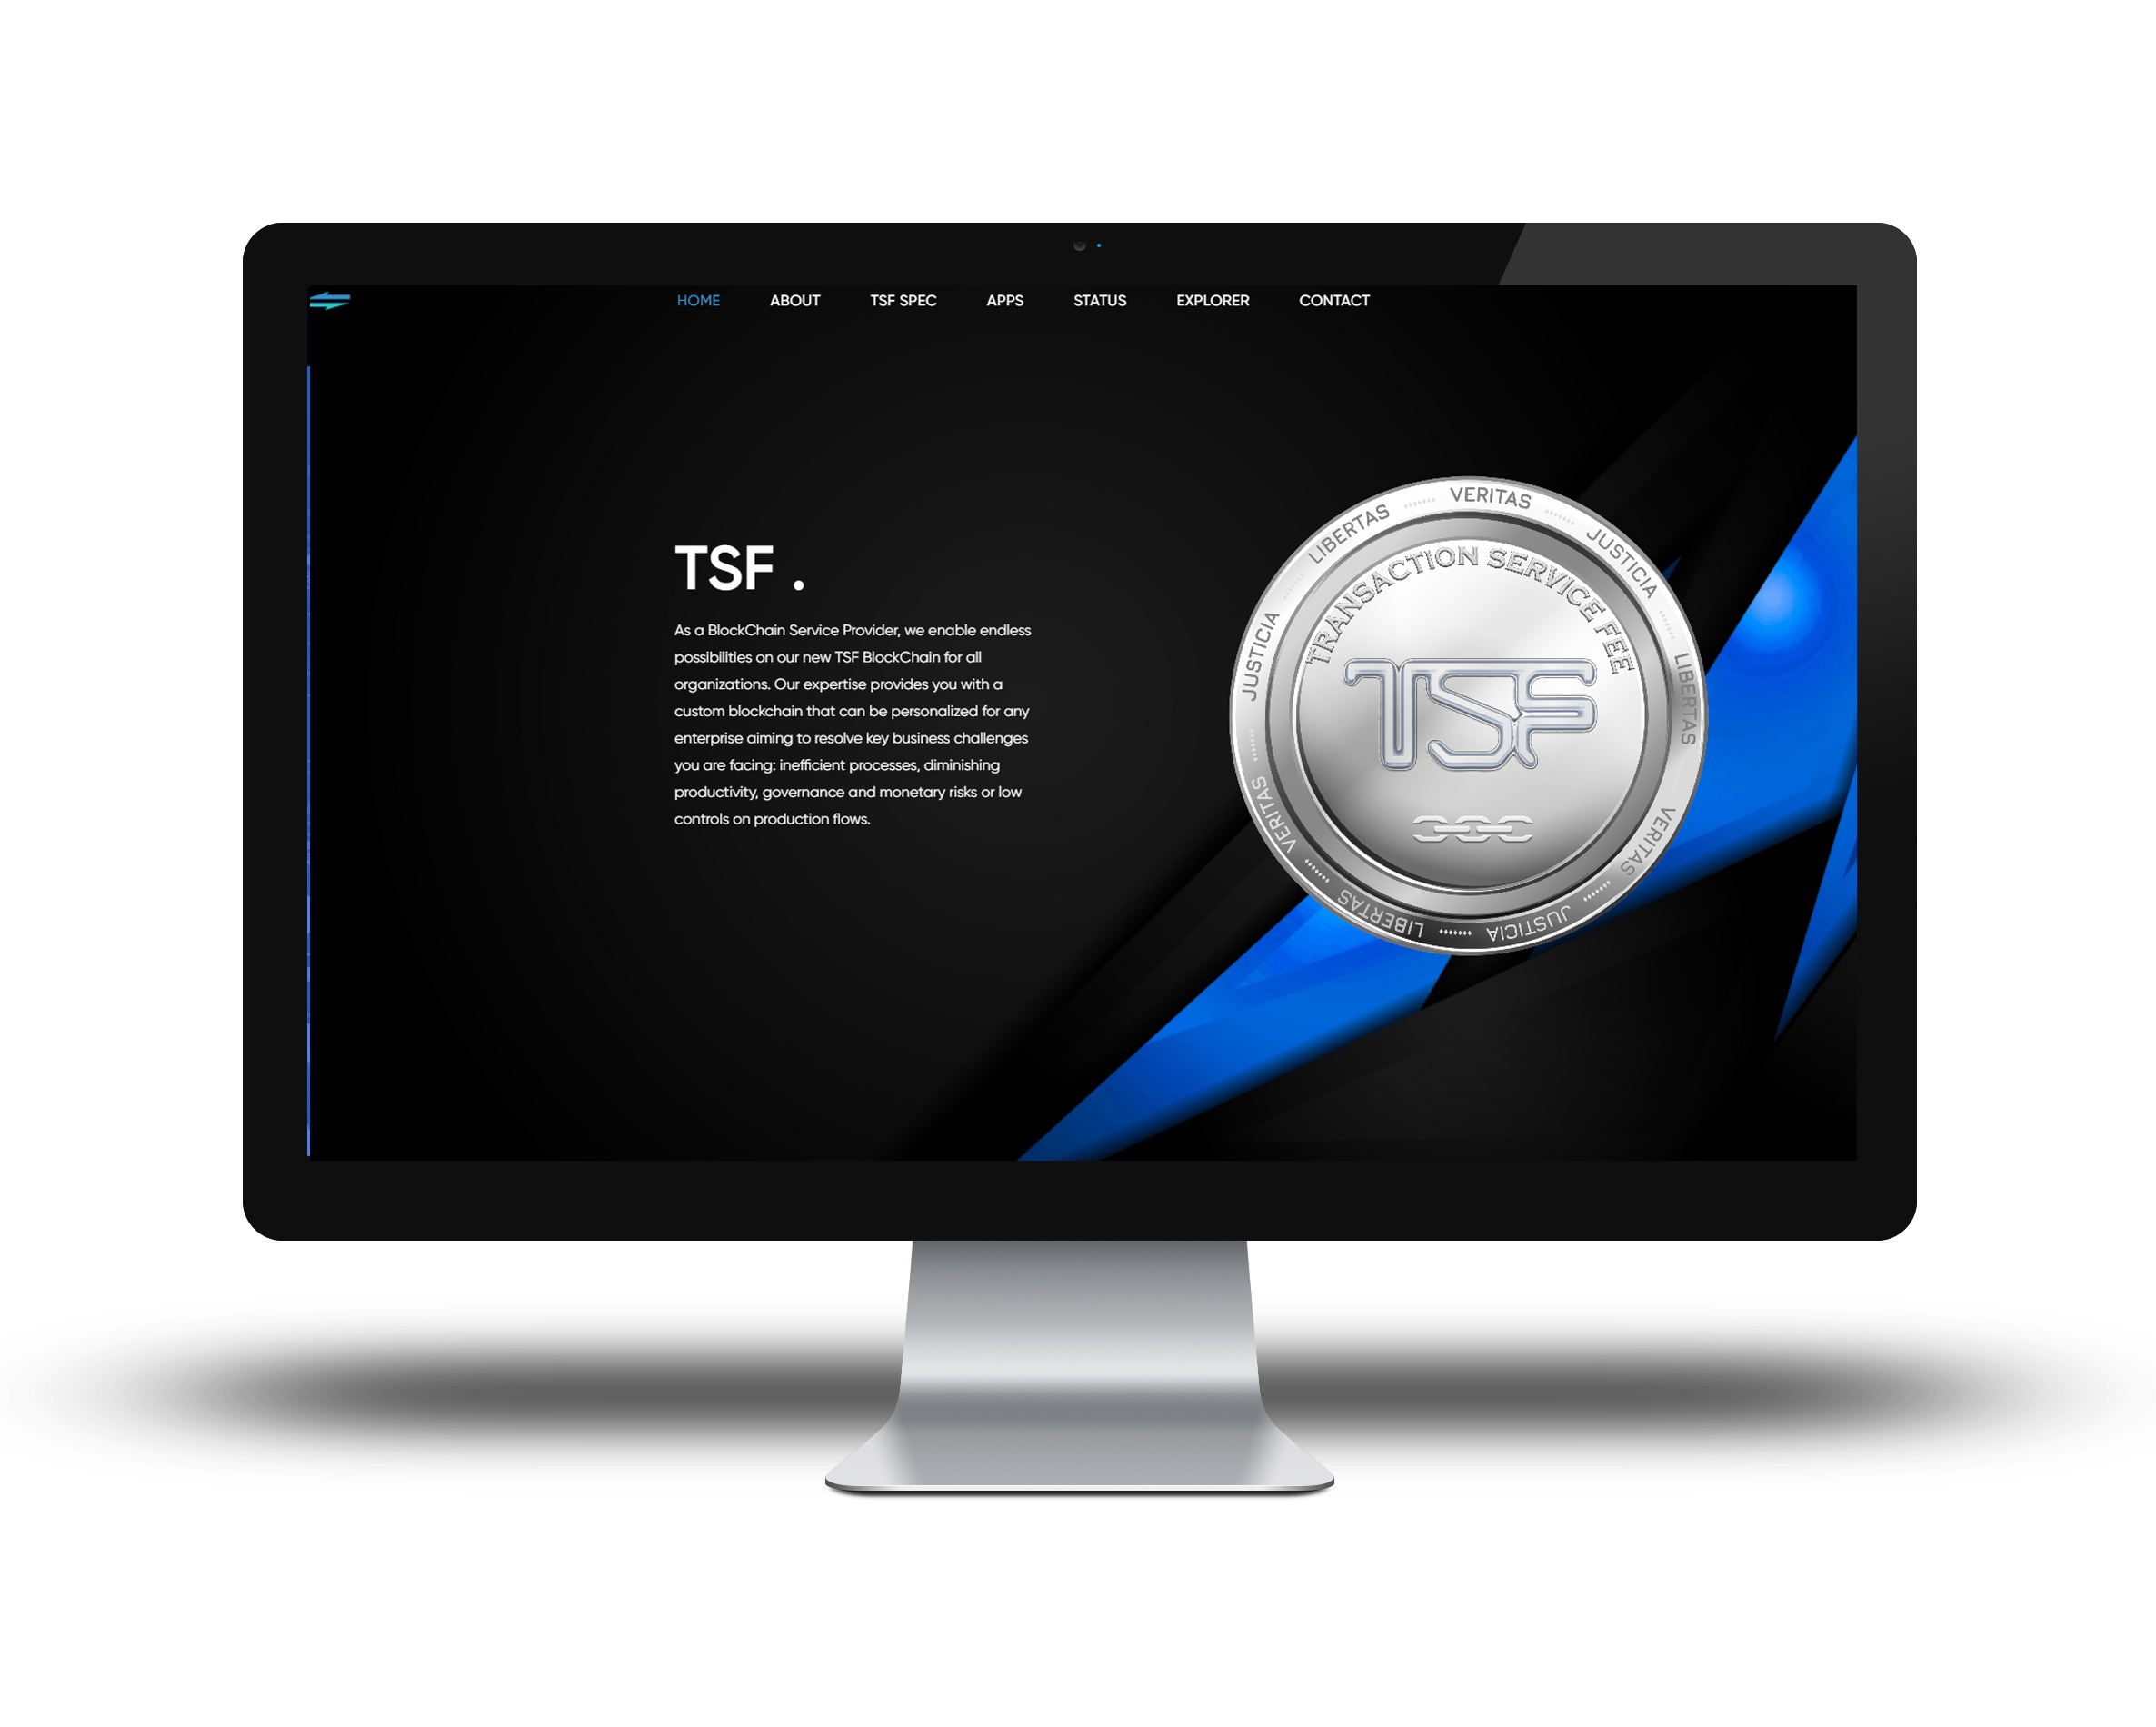 HOME ABOUT TSF SPEC APPS STATUS EXPLORER CONTACT
TSF .
As a BlockChain Service Provider, we enable endless
possibilities on our new TSF BlockChain for all
organizations. Our expertise provides you with a
custom blockchain that can be personalized for any
enterprise aiming to resolve key business challenges
you are facing: inefficient processes, diminishing
productivity, governance and monetary risks or low
controls on production flows.
VERITAS JUSTICIA LIBERTAS VERITAS JUSTICIA LIBERTAS VERITAS JUSTICIA LIBERTAS
TRANSACTION SERVICE FEE
TSF